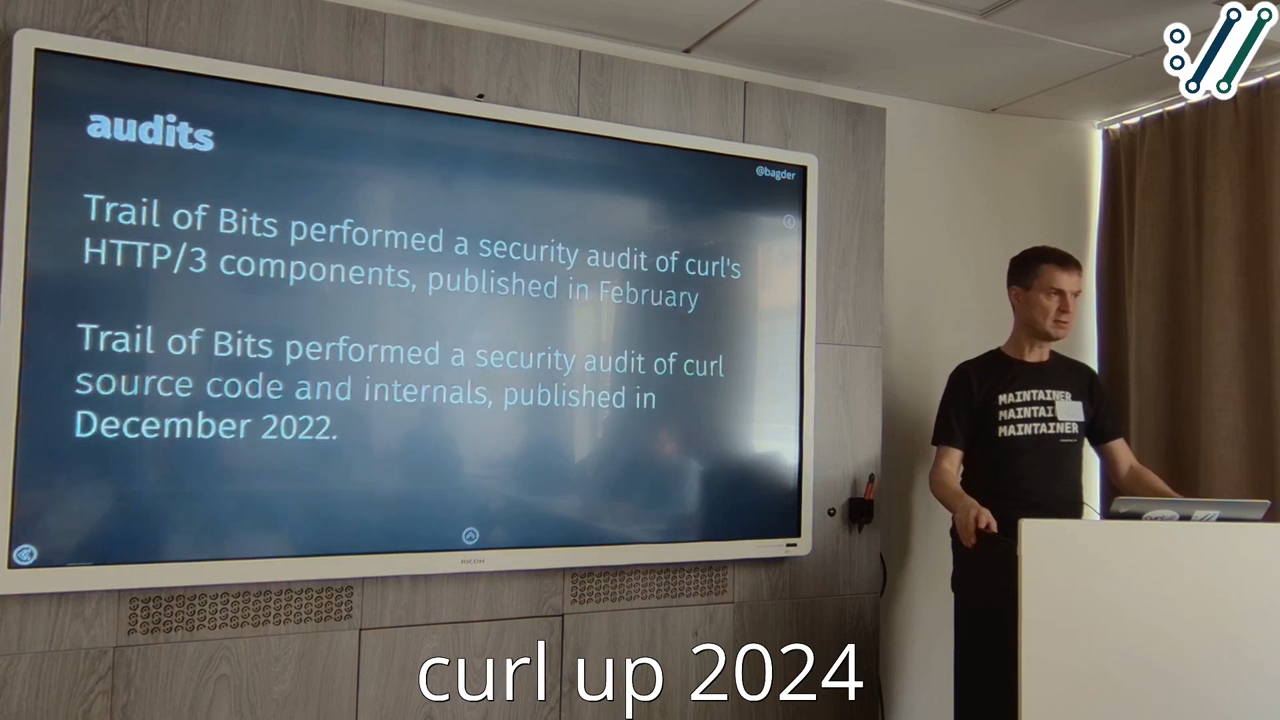 audits
@bagder
Trail of Bits performed a security audit of curl's
HTTP/3 components, published in February
Trail of Bits performed a security audit of curl
source code and internals, published in
December 2022.
RICOH
MAINTAINER
MAINTAI
MAINTAINER
curl up 2024